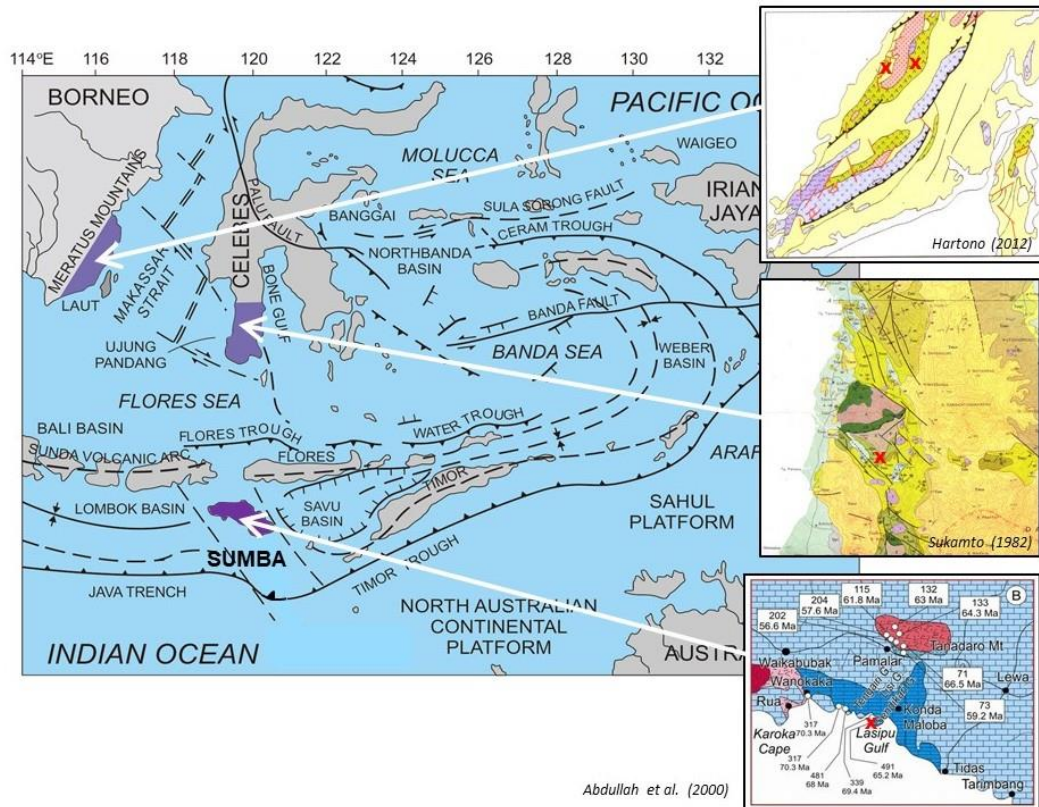 114°E 116 118 120 122 124 126 128 130 132
BORNEO
PACIFIC OC
MOLUCCA
SEA
WAIGEO
IRIAN
JAYA
MERATUS MOUNTAINS
LAUT
MAKASSAR
STRAIT
CELEBES
PALU FAULT
BANGGAI
SULA SORONG FAULT
CERAM TROUGH
NORTHBANDA
BASIN
BONE GULF
BANDA FAULT
UJUNG
PANDANG
BANDA SEA
WEBER
BASIN
FLORES SEA
BALI BASIN
FLORES TROUGH
WATER TROUGH
SUNDA VOLCANIC ARC
FLORES
TIMOR
ARAF
LOMBOK BASIN
SAVU
BASIN
SAHUL
PLATFORM
SUMBA
JAVA TRENCH
TIMOR TROUGH
NORTH AUSTRALIAN
CONTINENTAL
PLATFORM
INDIAN OCEAN
AUSTRA
Abdullah et al. (2000)
X X
Hartono (2012)
X
Sukamto (1982)
B
115
61.8 Ma
132
63 Ma
204
57.6 Ma
133
64.3 Ma
202
56.6 Ma
Tanadaro Mt
Waikabubak
Pamalar
71
66.5 Ma
Lewa
Wangkaka
73
59.2 Ma
Rua
Konda
Maloba
X
Karoka
Cape
317
70.3 Ma
Lasipu
Gulf
317
70.3 Ma
491
65.2 Ma
481
68 Ma
339
69.4 Ma
Tidas
Tarimbang